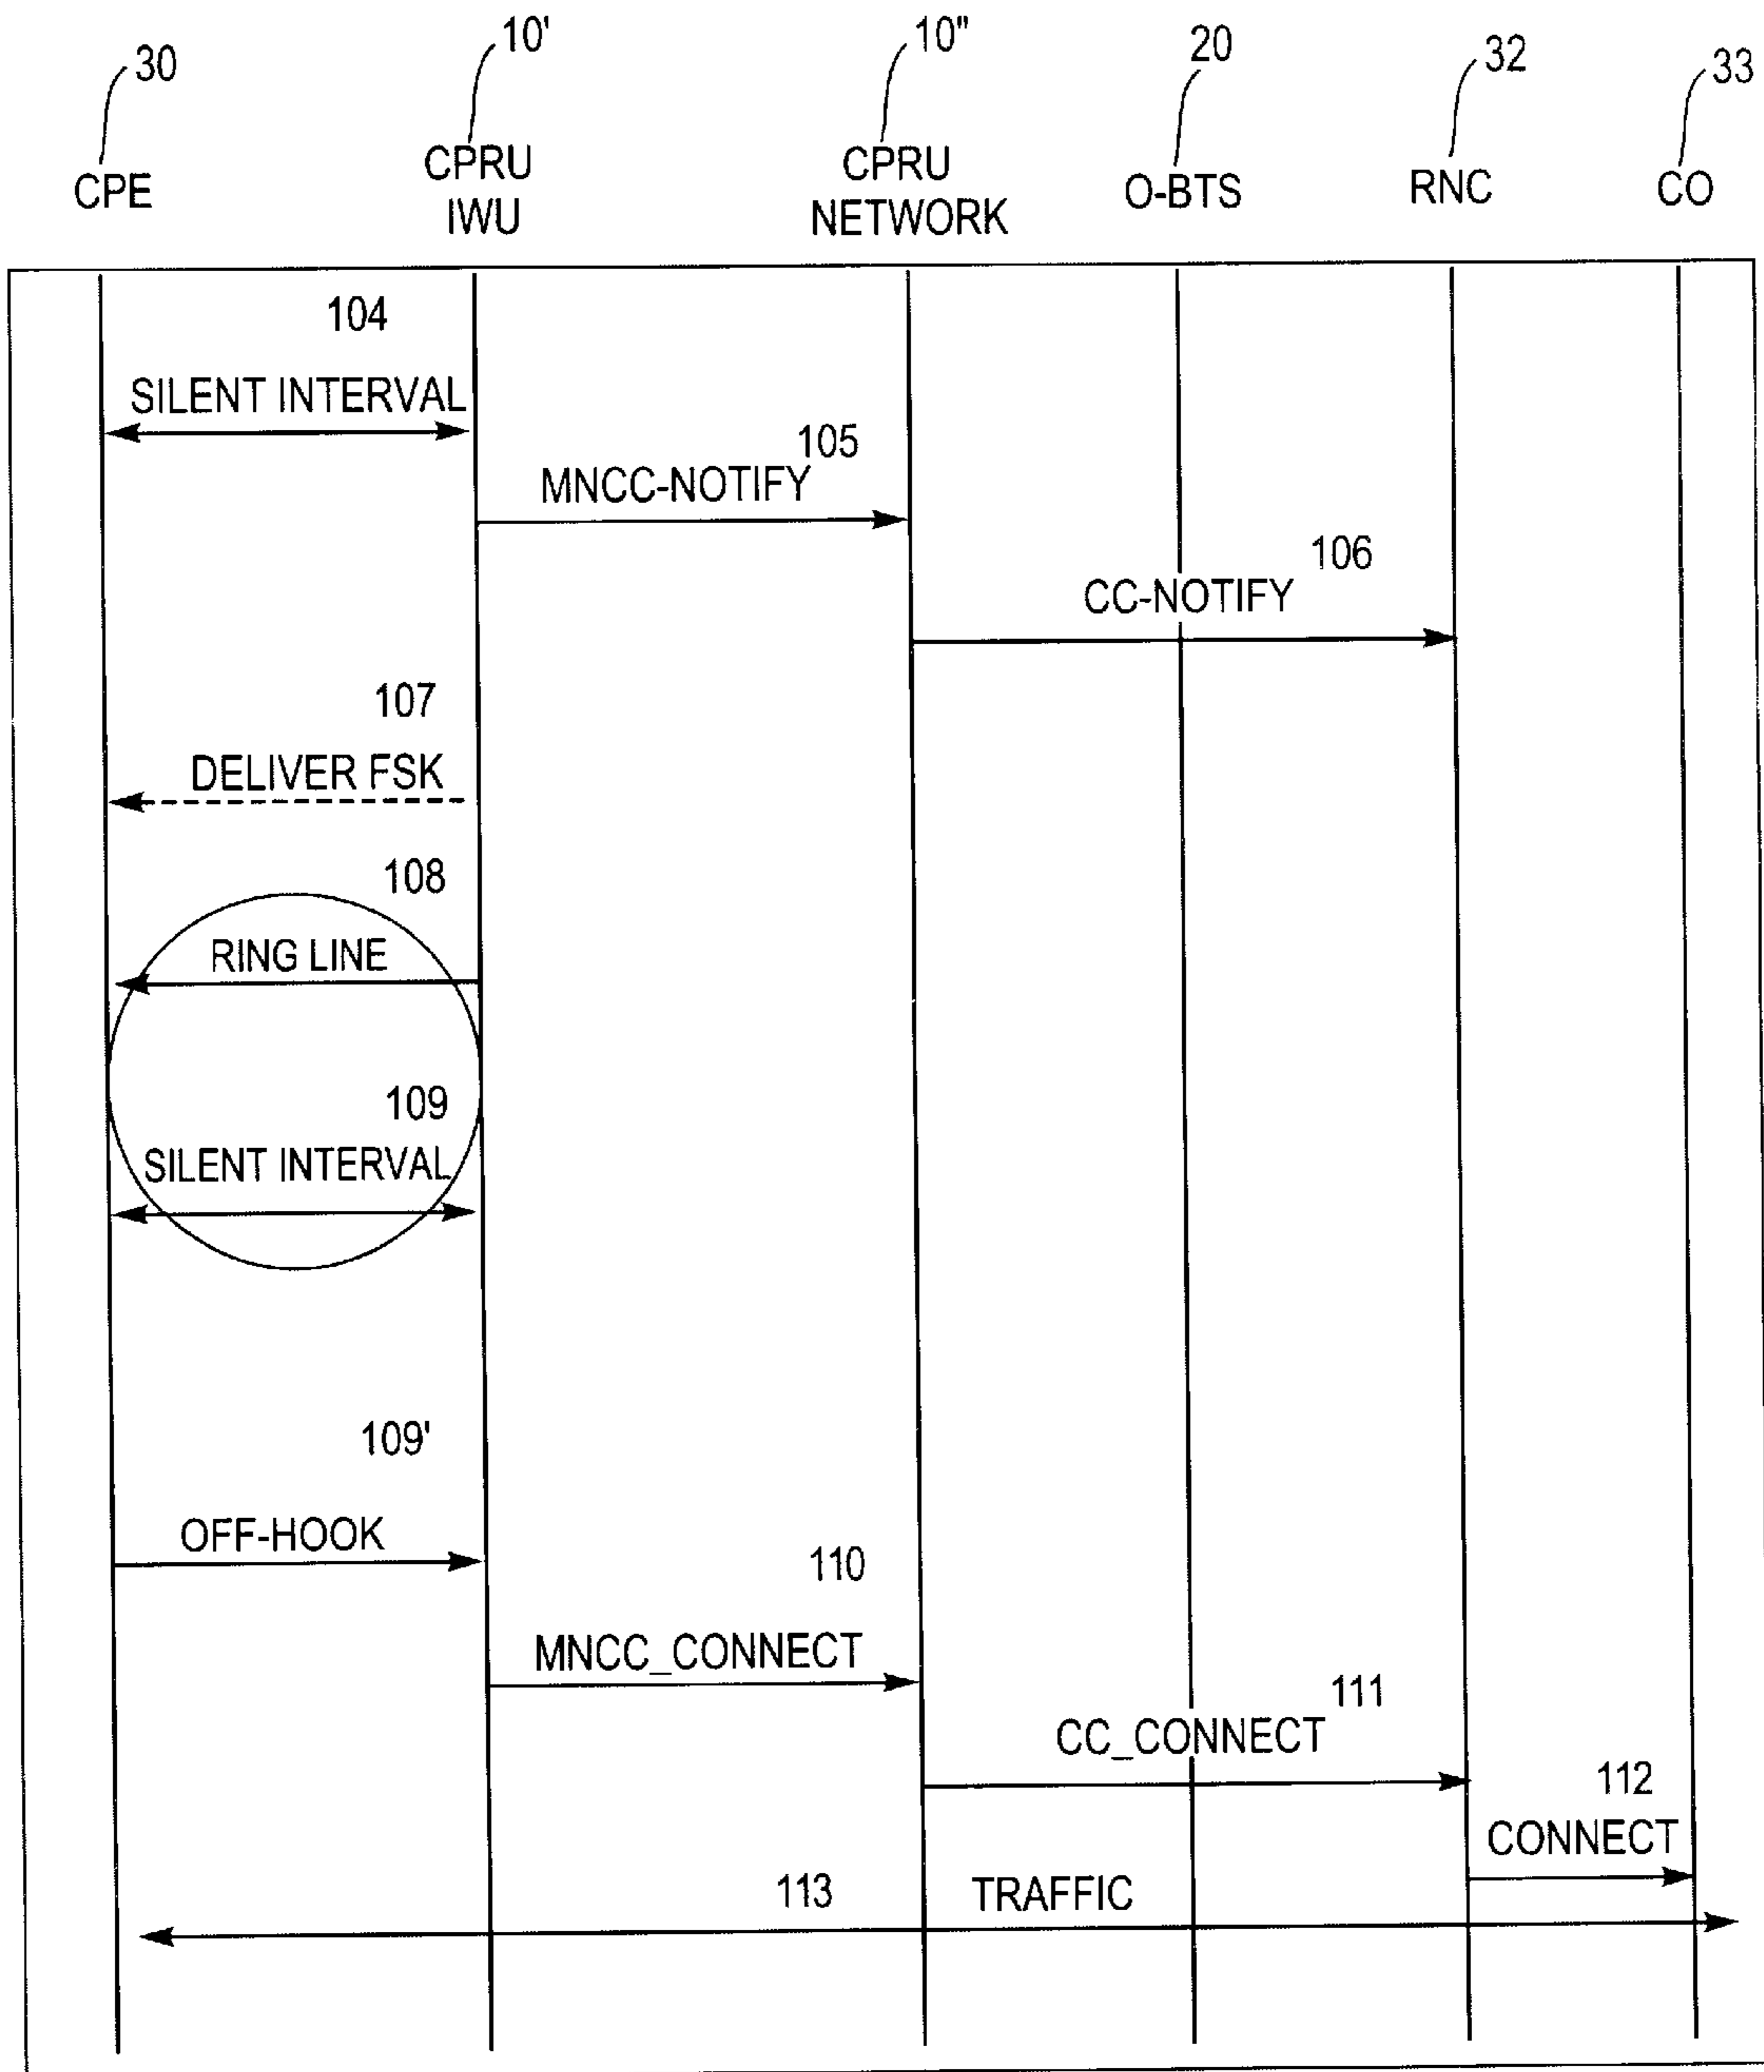 30
10'
10"
20
32
33
CPE
CPRU
IWU
CPRU
NETWORK
O-BTS
RNC
CO
104
SILENT INTERVAL
105
MNCC-NOTIFY
106
CC-NOTIFY
107
DELIVER FSK
108
RING LINE
109
SILENT INTERVAL
109'
OFF-HOOK
110
MNCC_CONNECT
111
CC_CONNECT
112
CONNECT
113
TRAFFIC